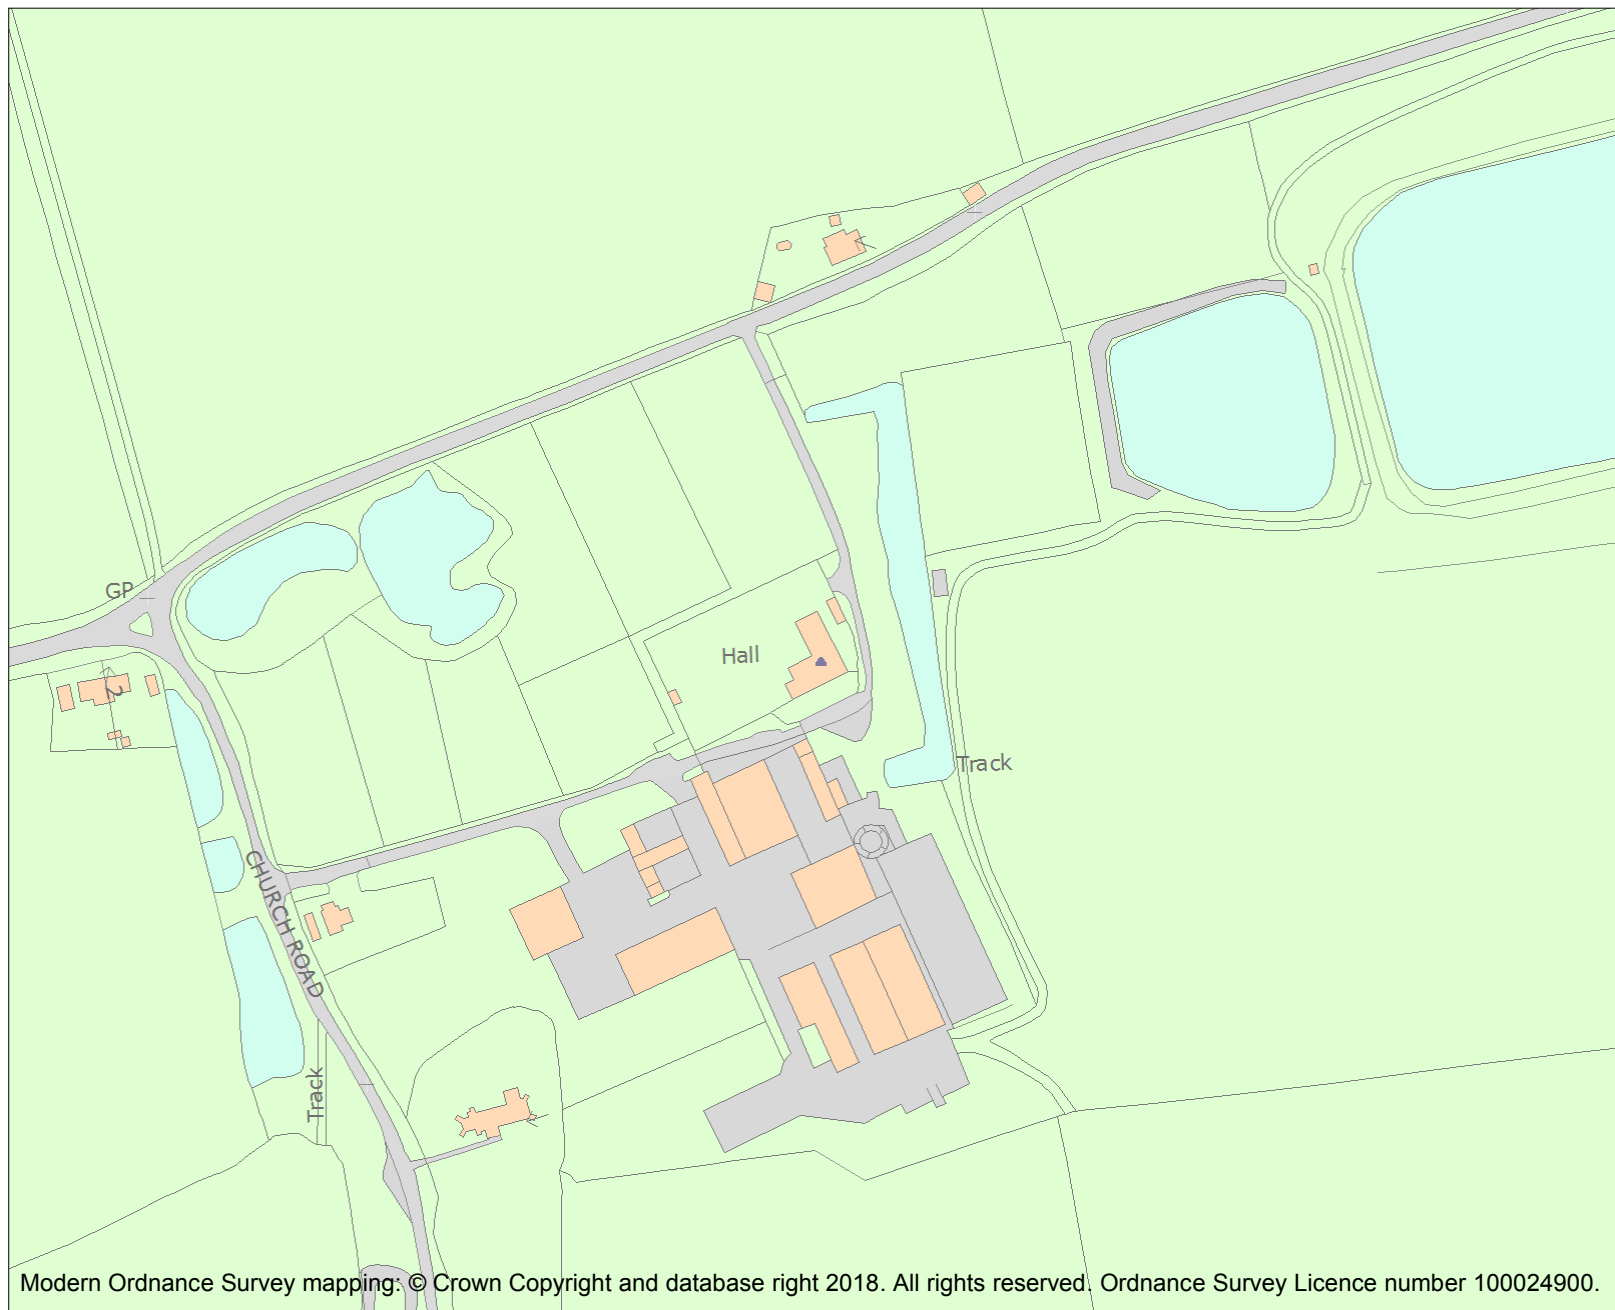 GP
Hall
2
Track
CHURCH ROAD
Track
Modern Ordnance Survey mapping: © Crown Copyright and database right 2018. All rights reserved. Ordnance Survey Licence number 100024900.